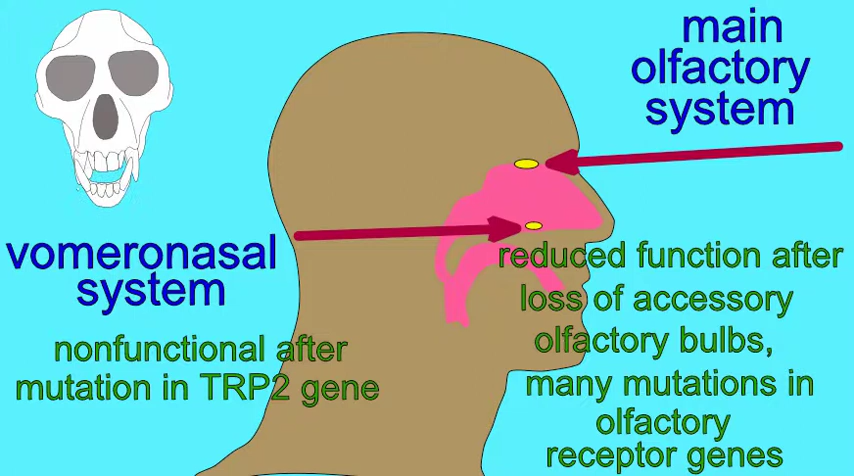 main
olfactory
system
vomeronasal
system
nonfunctional after
mutation in TRP2 gene
reduced function after
loss of accessory
olfactory bulbs,
many mutations in
olfactory
receptor genes